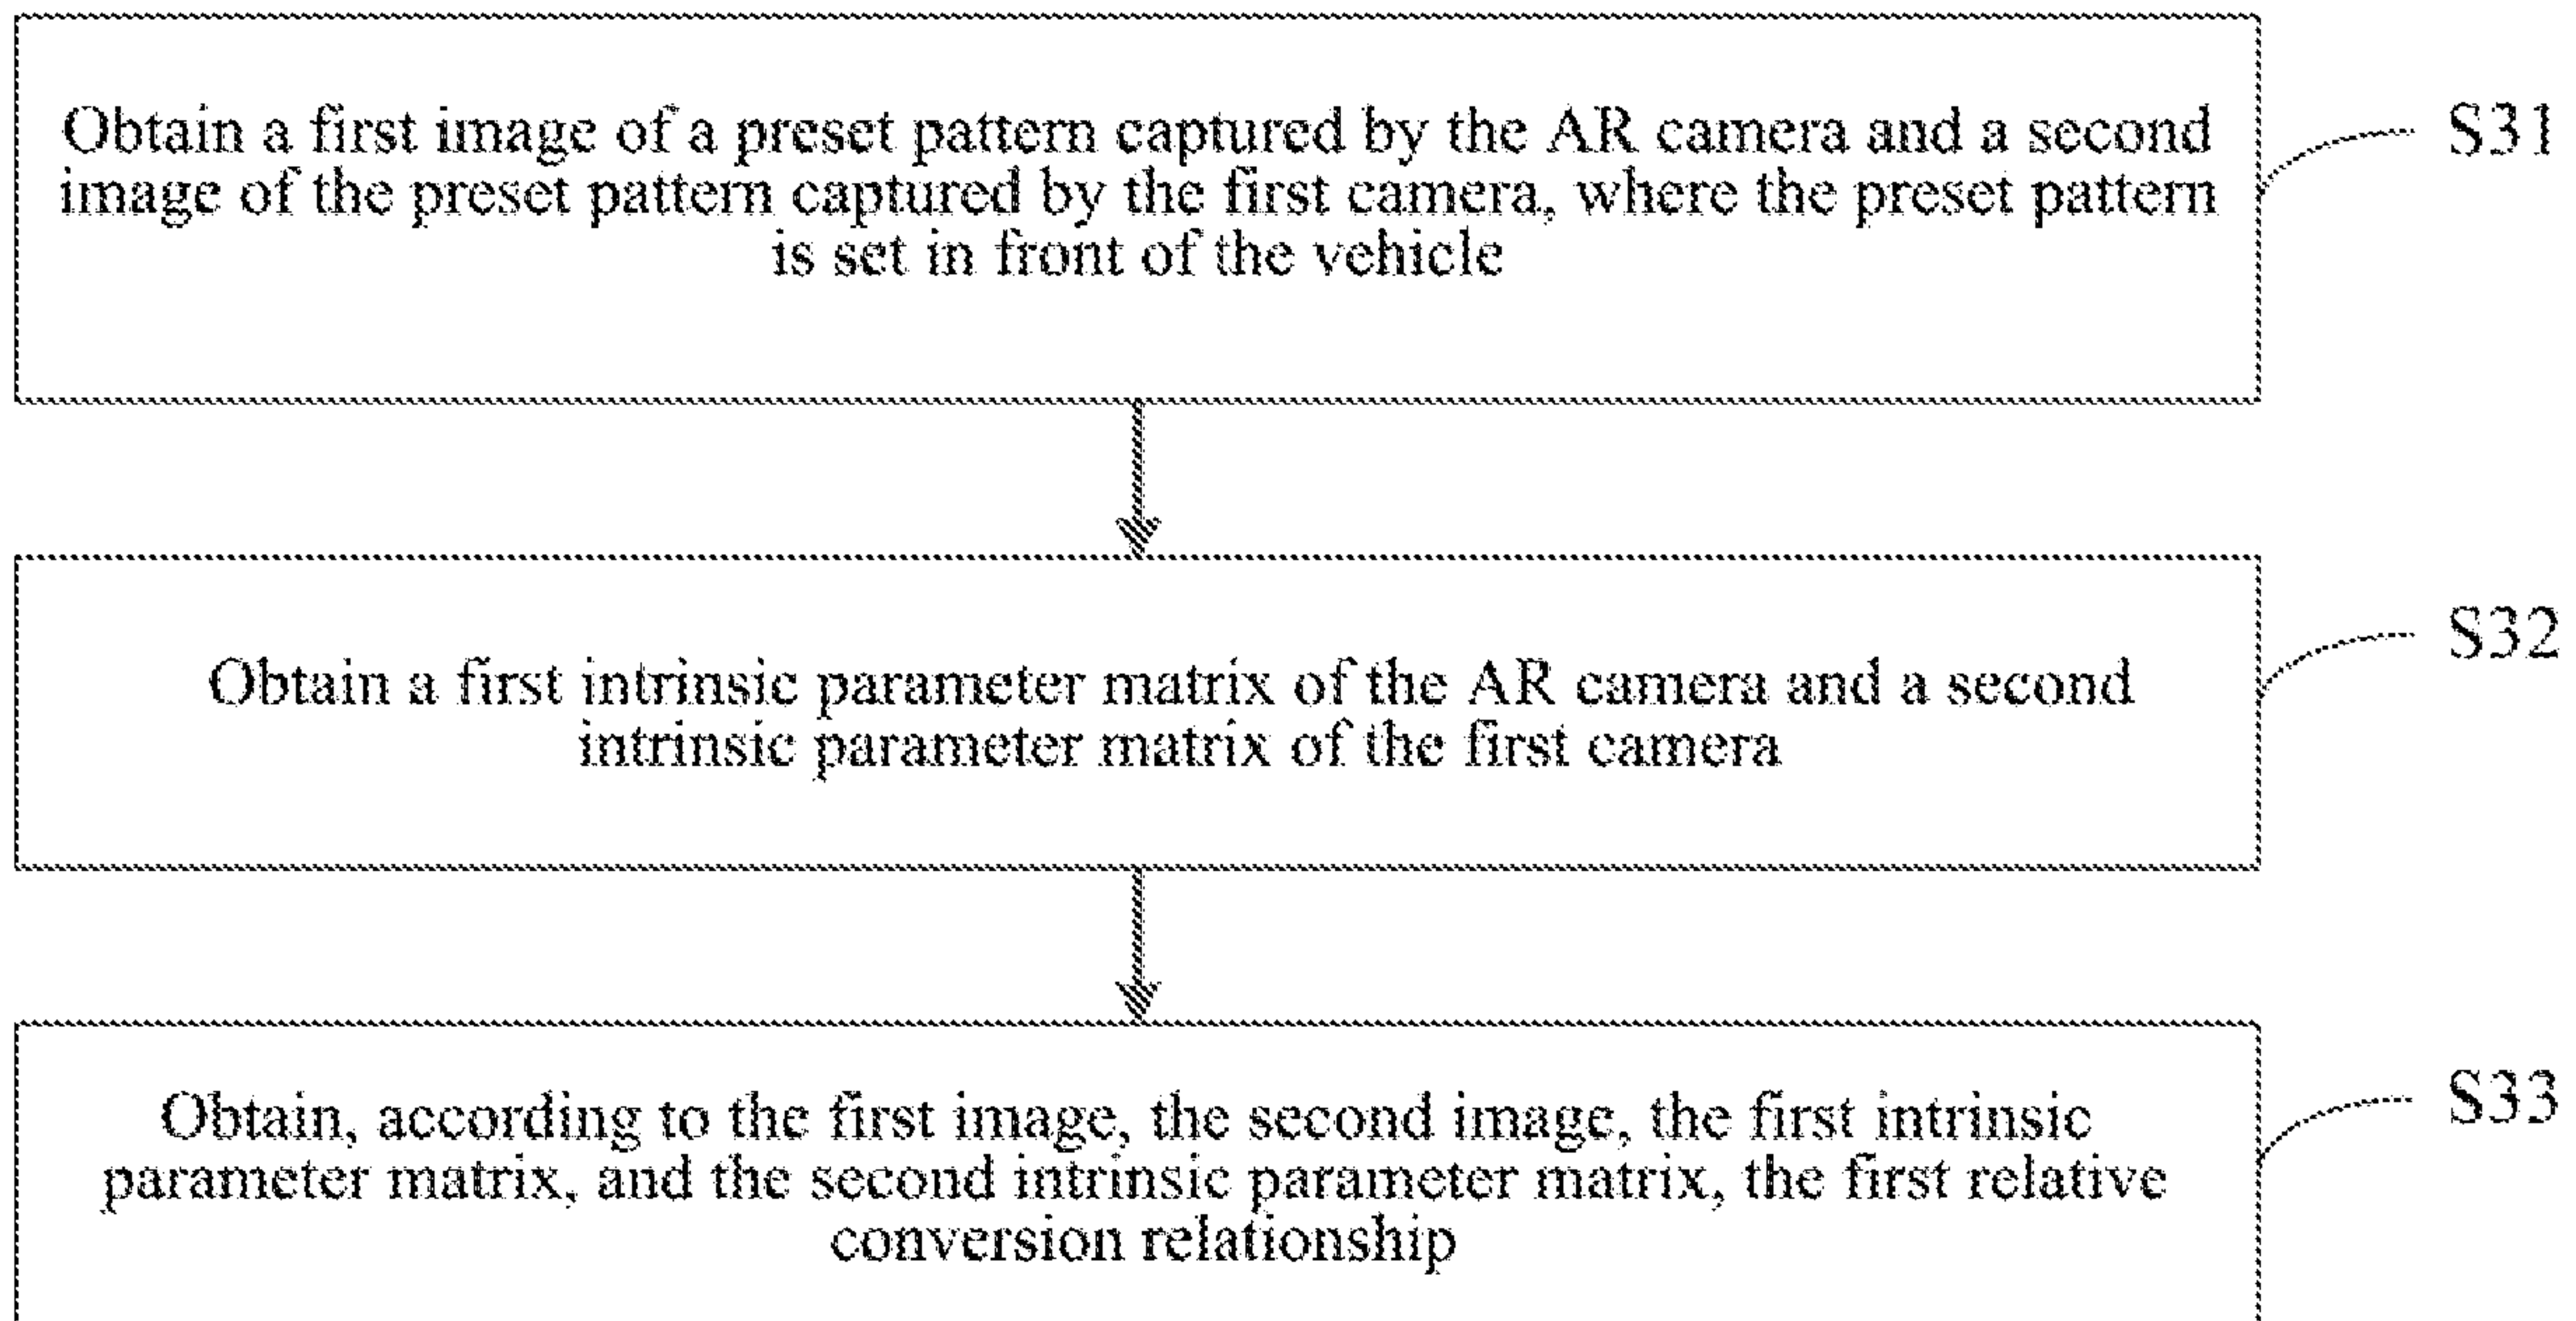 Obtain a first image of a preset pattern captured by the AR camera and a second
image of the preset pattern captured by the first camera, where the preset pattern
is set in front of the vehicle
S31
Obtain a first intrinsic parameter matrix of the AR camera and a second
intrinsic parameter matrix of the first camera
S32
Obtain, according to the first image, the second image, the first intrinsic
parameter matrix, and the second intrinsic parameter matrix, the first relative
conversion relationship
S33